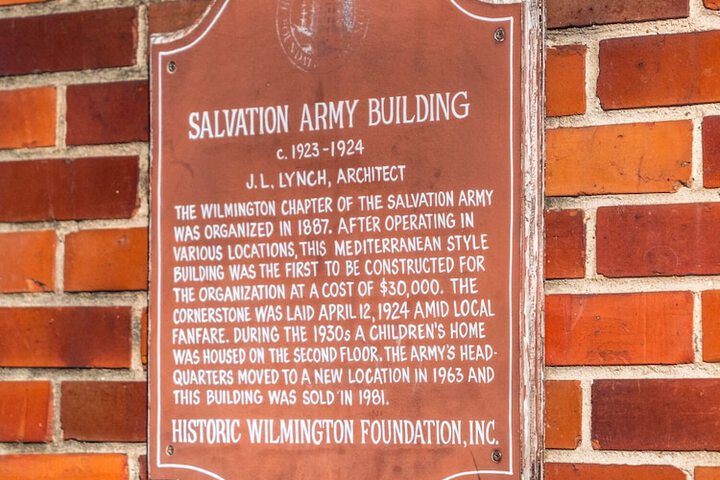 SALVATION ARMY BUILDING
c. 1923-1924
J.L. LYNCH, ARCHITECT
THE WILMINGTON CHAPTER OF THE SALVATION ARMY
WAS ORGANIZED IN 1887. AFTER OPERATING IN
VARIOUS LOCATIONS, THIS MEDITERRANEAN STYLE
BUILDING WAS THE FIRST TO BE CONSTRUCTED FOR
THE ORGANIZATION AT A COST OF $30,000. THE
CORNERSTONE WAS LAID APRIL 12, 1924 AMID LOCAL
FANFARE. DURING THE 1930s A CHILDREN'S HOME
WAS HOUSED ON THE SECOND FLOOR. THE ARMY'S HEAD-
QUARTERS MOVED TO A NEW LOCATION IN 1963 AND
THIS BUILDING WAS SOLD IN 1981.
HISTORIC WILMINGTON FOUNDATION, INC.